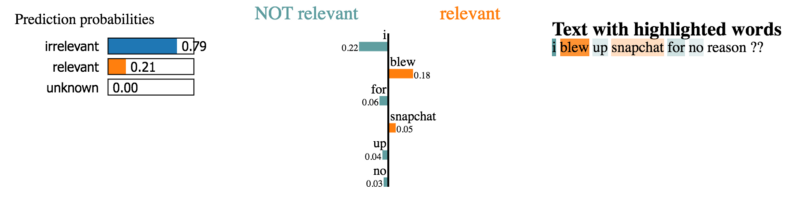 Prediction probabilities
irrelevant 0.79
relevant 0.21
unknown 0.00
NOT relevant relevant
i
0.22
blew
0.18
for
0.06
snapchat
0.05
up
0.04
no
0.03
Text with highlighted words
i blew up snapchat for no reason ??